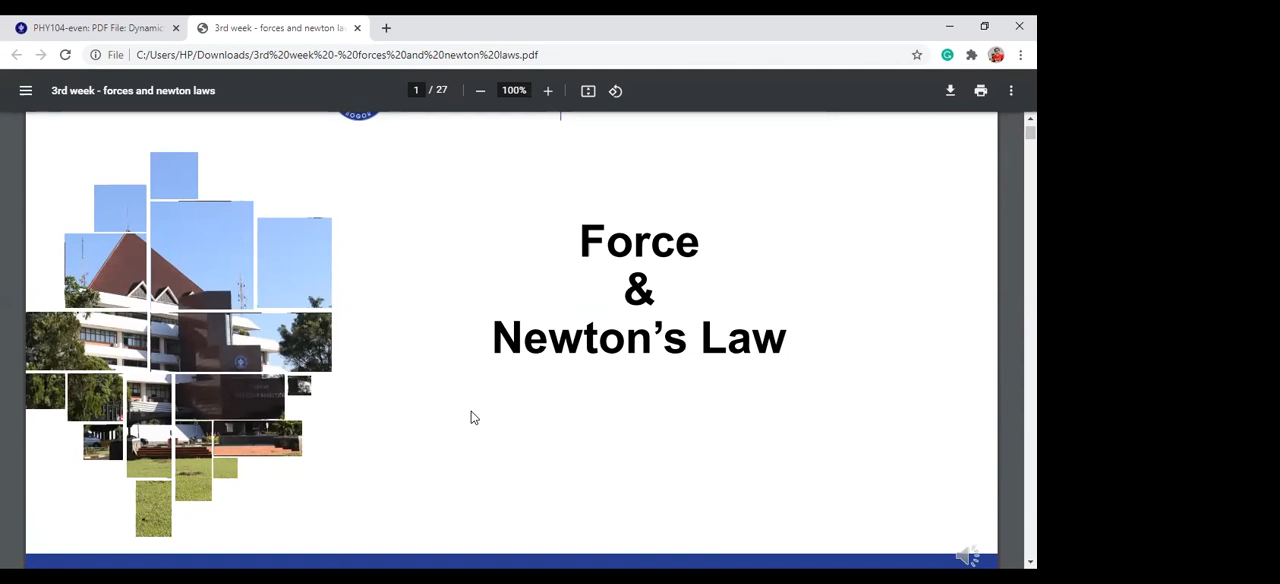 PHY104-even: PDF File: Dynamic
3rd week - forces and newton la
File
C:/Users/HP/Downloads/3rd%20week%20-%20forces%20and%20newton%20laws.pdf
3rd week - forces and newton laws
1 / 27
100%
BOGOR
Force
&
Newton's Law